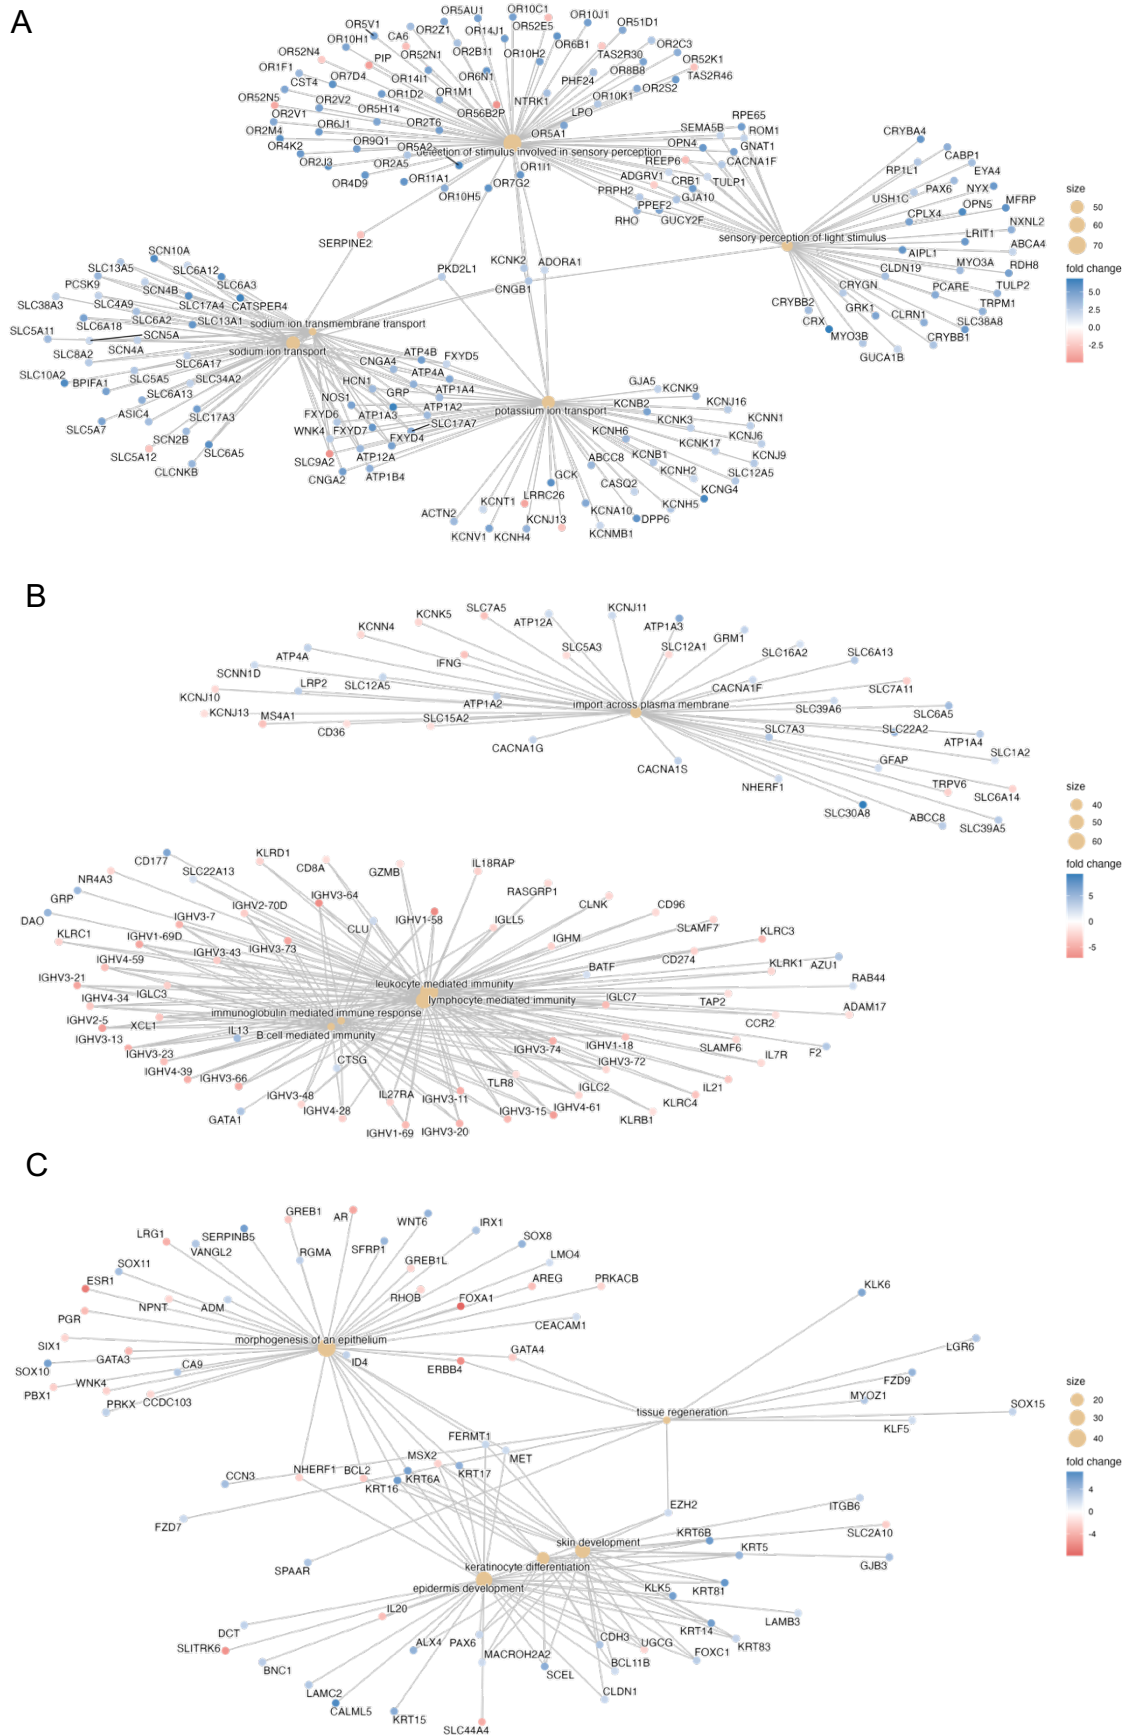 A
OR5AU1
OR10C1
OR10J1
OR5V1
OR2Z1
OR14J1
OR52E5
OR51D1
OR10H1
CA6
OR6B1
OR2C3
OR52N4
PIP
OR52N1
OR2B11
OR10H2
TAS2R30
OR52K1
OR1F1
OR7D4
OR14I1
OR6N1
PHF24
OR8B8
TAS2R46
CST4
OR1D2
OR1M1
NTRK1
OR10K1
OR2S2
OR52N5
OR2V2
OR5H14
OR56B2P
LPO
OR2V1
OR6J1
OR2T6
OR5A1
SEMA5B
RPE65
OR2M4
OR9Q1
OR5A2
detection of stimulus involved in sensory perception
OPN4
ROM1
GNAT1
CRYBA4
OR4K2
OR2J3
OR2A5
OR1I1
REEP6
CACNA1F
CABP1
OR4D9
OR11A1
OR7G2
ADGRV1
CRB1
TULP1
RP1L1
EYA4
OR10H5
PRPH2
GJA10
USH1C
PAX6
NYX
PPEF2
RHO
GUCY2F
CPLX4
OPN5
MFRP
SERPINE2
sensory perception of light stimulus
NXNL2
LRIT1
SCN10A
SLC13A5
SLC6A12
PKD2L1
KCNK2
ADORA1
AIPL1
ABCA4
PCSK9
SCN4B
SLC6A3
CNGB1
CLDN19
MYO3A
RDH8
SLC38A3
SLC4A9
SLC17A4
CATSPER4
CRYGN
PCARE
TULP2
SLC5A11
SLC6A18
SLC6A2
SLC13A1
sodium ion transmembrane transport
CRYBB2
GRK1
CLRN1
TRPM1
SCN5A
CRX
SLC38A8
SLC8A2
SCN4A
sodium ion transport
ATP4B
FXYD5
MYO3B
CRYBB1
SLC10A2
BPIFA1
SLC5A5
SLC6A17
CNGA4
ATP4A
GUCA1B
SLC34A2
HCN1
GRP
ATP1A4
GJA5
KCNK9
SLC6A13
NOS1
ATP1A2
KCNB2
KCNJ16
ASIC4
SLC17A3
FXYD6
ATP1A3
potassium ion transport
KCNK3
KCNN1
SLC5A7
SCN2B
WNK4
FXYD7
SLC17A7
KCNH6
KCNJ6
SLC5A12
SLC6A5
FXYD4
KCNK17
KCNJ9
CLCNKB
SLC9A2
ATP12A
ABCC8
KCNB1
KCNH2
SLC12A5
CNGA2
ATP1B4
GCK
CASQ2
KCNG4
KCNT1
LRRC26
KCNH5
ACTN2
KCNJ13
KCNA10
DPP6
KCNV1
KCNH4
KCNMB1
size
50
60
70
fold change
5.0
2.5
0.0
-2.5
B
KCNN4
KCNK5
SLC7A5
ATP12A
KCNJ11
ATP1A3
GRM1
ATP4A
IFNG
SLC5A3
SLC12A1
SLC16A2
SLC6A13
SCNN1D
LRP2
SLC12A5
CACNA1F
SLC7A11
KCNJ10
ATP1A2
import across plasma membrane
SLC39A6
SLC6A5
KCNJ13
MS4A1
CD36
SLC15A2
SLC7A3
SLC22A2
ATP1A4
CACNA1G
SLC1A2
CACNA1S
GFAP
NHERF1
TRPV6
SLC6A14
SLC30A8
ABCC8
SLC39A5
size
40
50
60
fold change
5
0
-5
CD177
KLRD1
CD8A
GZMB
IL18RAP
NR4A3
SLC22A13
RASGRP1
GRP
IGHV3-64
CLNK
DAO
IGHV3-7
IGHV2-70D
CLU
IGHV1-58
IGLL5
CD96
SLAMF7
KLRC1
IGHV1-69D
IGHV3-43
IGHV3-73
IGHM
KLRC3
IGHV4-59
BATF
CD274
KLRK1
AZU1
IGHV3-21
leukocyte mediated immunity
RAB44
IGHV4-34
IGLC3
lymphocyte mediated immunity
IGLC7
TAP2
ADAM17
IGHV2-5
XCL1
immunoglobulin mediated immune response
CCR2
IGHV3-13
IL13
B cell mediated immunity
IGHV3-74
IGHV1-18
SLAMF6
F2
IGHV3-23
CTSG
IGHV3-72
IL7R
IGHV4-39
IGHV3-66
TLR8
IL21
IGHV3-48
IL27RA
IGHV3-11
IGLC2
KLRC4
GATA1
IGHV4-28
IGHV3-15
IGHV4-61
KLRB1
IGHV1-69
IGHV3-20
C
GREB1
AR
WNT6
IRX1
LRG1
SERPINB5
SFRP1
SOX8
VANGL2
RGMA
GREB1L
LMO4
SOX11
ESR1
RHOB
AREG
PRKACB
NPNT
ADM
FOXA1
KLK6
PGR
CEACAM1
SIX1
morphogenesis of an epithelium
GATA4
LGR6
GATA3
CA9
ID4
ERBB4
SOX10
FZD9
PBX1
WNK4
MYOZ1
PRKX
CCDC103
tissue regeneration
SOX15
KLF5
FERMT1
MSX2
MET
CCN3
NHERF1
BCL2
KRT6A
KRT17
KRT16
FZD7
EZH2
ITGB6
KRT6B
SLC2A10
SPAAR
skin development
KRT5
GJB3
keratinocyte differentiation
epidermis development
KLK5
KRT81
IL20
LAMB3
DCT
KRT14
SLITRK6
ALX4
PAX6
CDH3
UGCG
KRT83
BNC1
MACROH2A2
FOXC1
SCEL
BCL11B
LAMC2
CLDN1
CALML5
KRT15
SLC44A4
size
20
30
40
fold change
4
0
-4